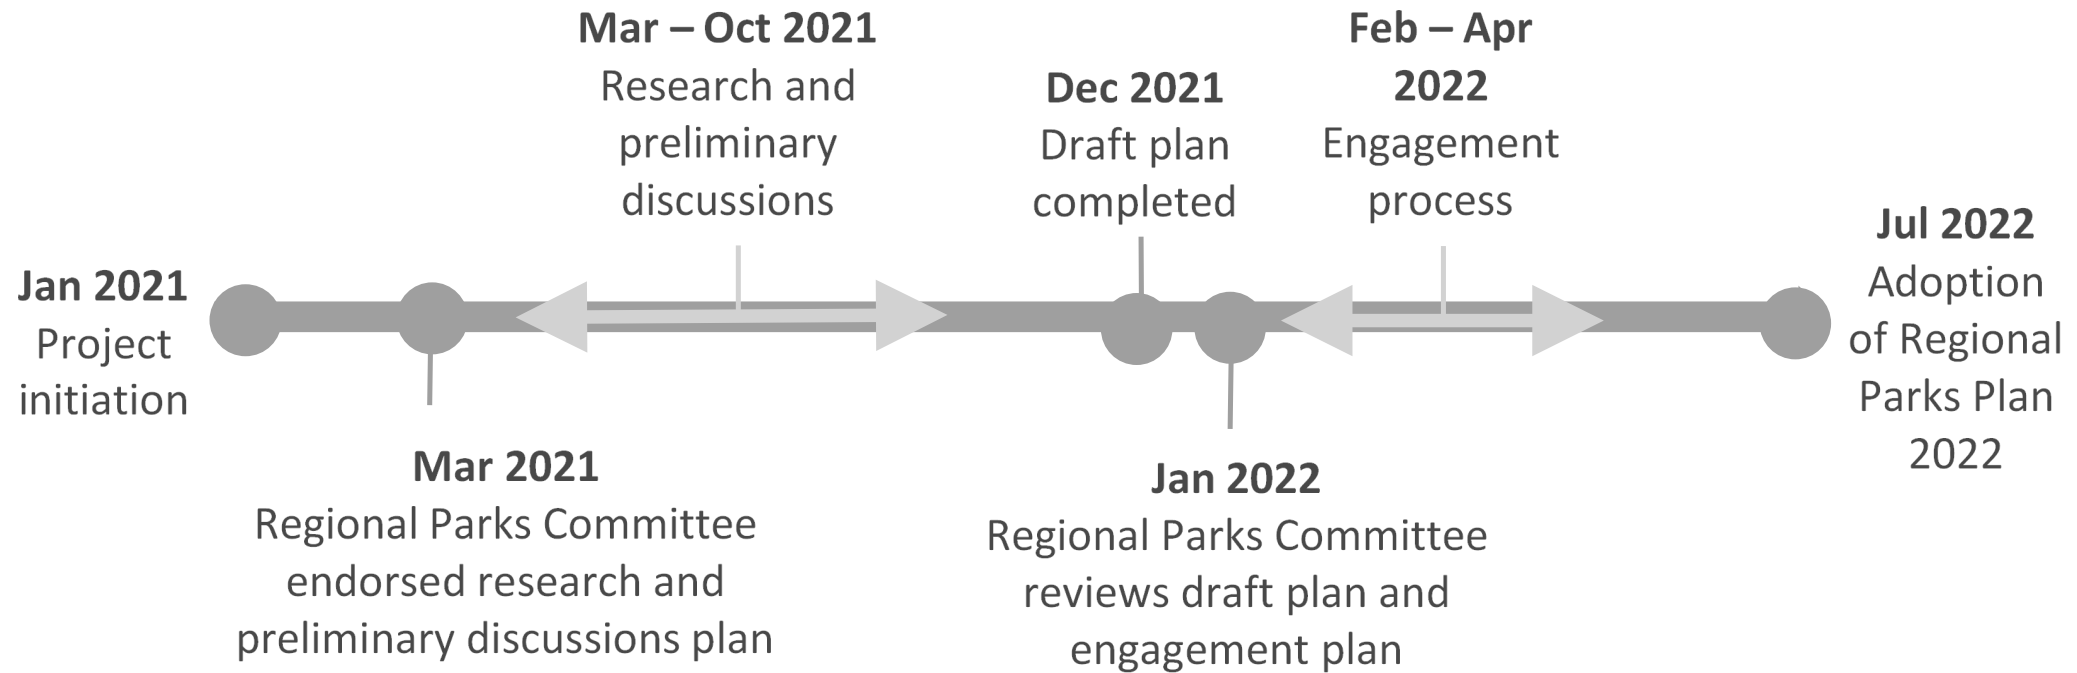 Jan 2021
Project
initiation
Mar 2021
Regional Parks Committee
endorsed research and
preliminary discussions plan
Mar – Oct 2021
Research and
preliminary
discussions
Dec 2021
Draft plan
completed
Jan 2022
Regional Parks Committee
reviews draft plan and
engagement plan
Feb – Apr
2022
Engagement
process
Jul 2022
Adoption
of Regional
Parks Plan
2022